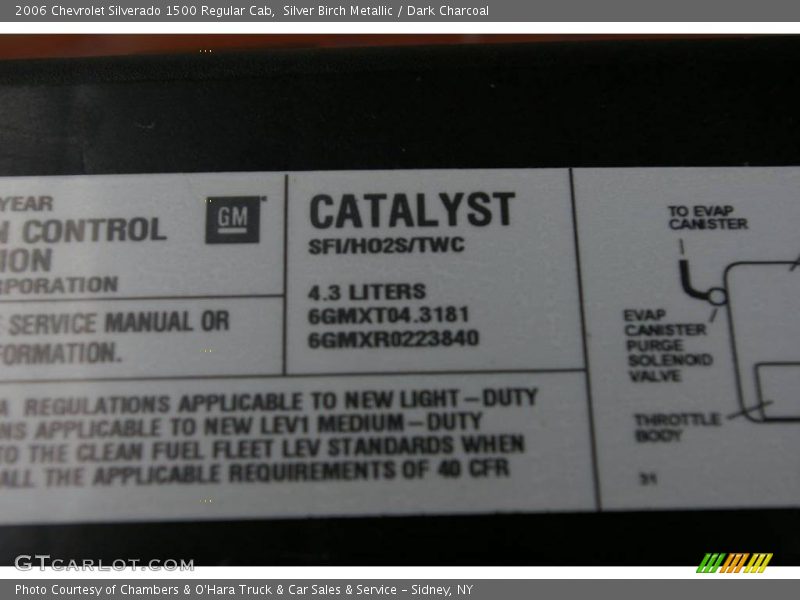 2006 Chevrolet Silverado 1500 Regular Cab, Silver Birch Metallic / Dark Charcoal
YEAR
N CONTROL
ION
RPORATION
GM
E SERVICE MANUAL OR
FORMATION.
CATALYST
SFI/HO2S/TWC
4.3 LITERS
6GMXT04.3181
6GMXR0223840
TO EVAP
CANISTER
EVAP
CANISTER
PURGE
SOLENOID
VALVE
THROTTLE
BODY
31
A REGULATIONS APPLICABLE TO NEW LIGHT-DUTY
NS APPLICABLE TO NEW LEV1 MEDIUM-DUTY
TO THE CLEAN FUEL FLEET LEV STANDARDS WHEN
ALL THE APPLICABLE REQUIREMENTS OF 40 CFR
GTCARLOT.COM
Photo Courtesy of Chambers & O'Hara Truck & Car Sales & Service - Sidney, NY